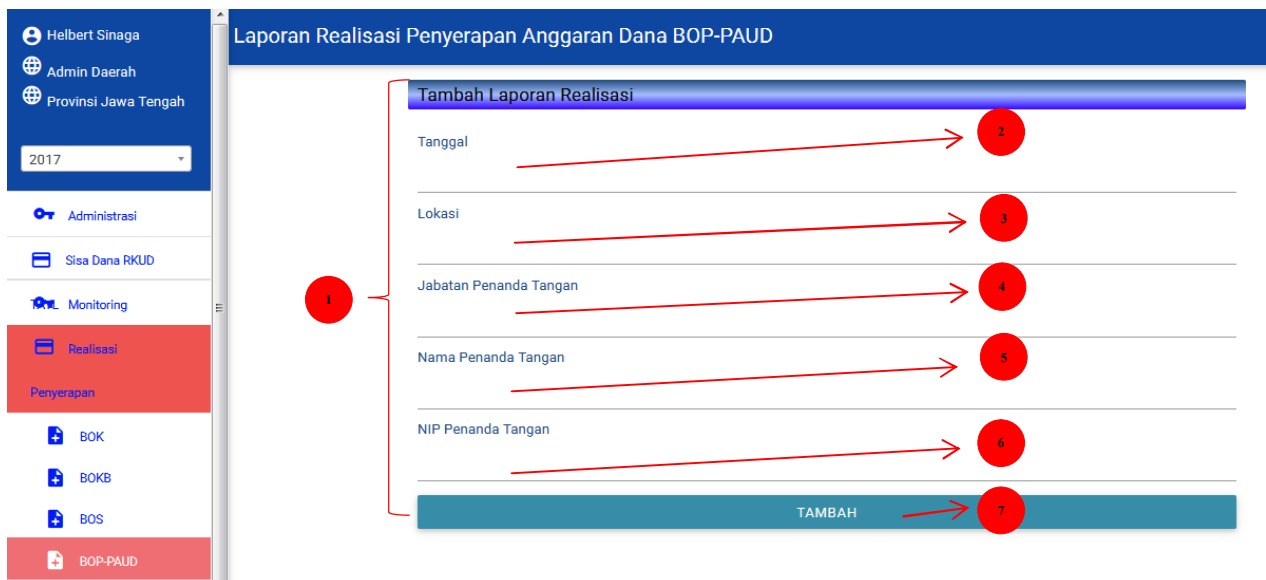 Helbert Sinaga
Admin Daerah
Provinsi Jawa Tengah
2017
Administrasi
Sisa Dana RKUD
Monitoring
Realisasi
Penyerapan
BOK
BOKB
BOS
BOP-PAUD
Laporan Realisasi Penyerapan Anggaran Dana BOP-PAUD
Tambah Laporan Realisasi
Tanggal
2
Lokasi
3
1
Jabatan Penanda Tangan
4
Nama Penanda Tangan
5
NIP Penanda Tangan
6
TAMBAH
7